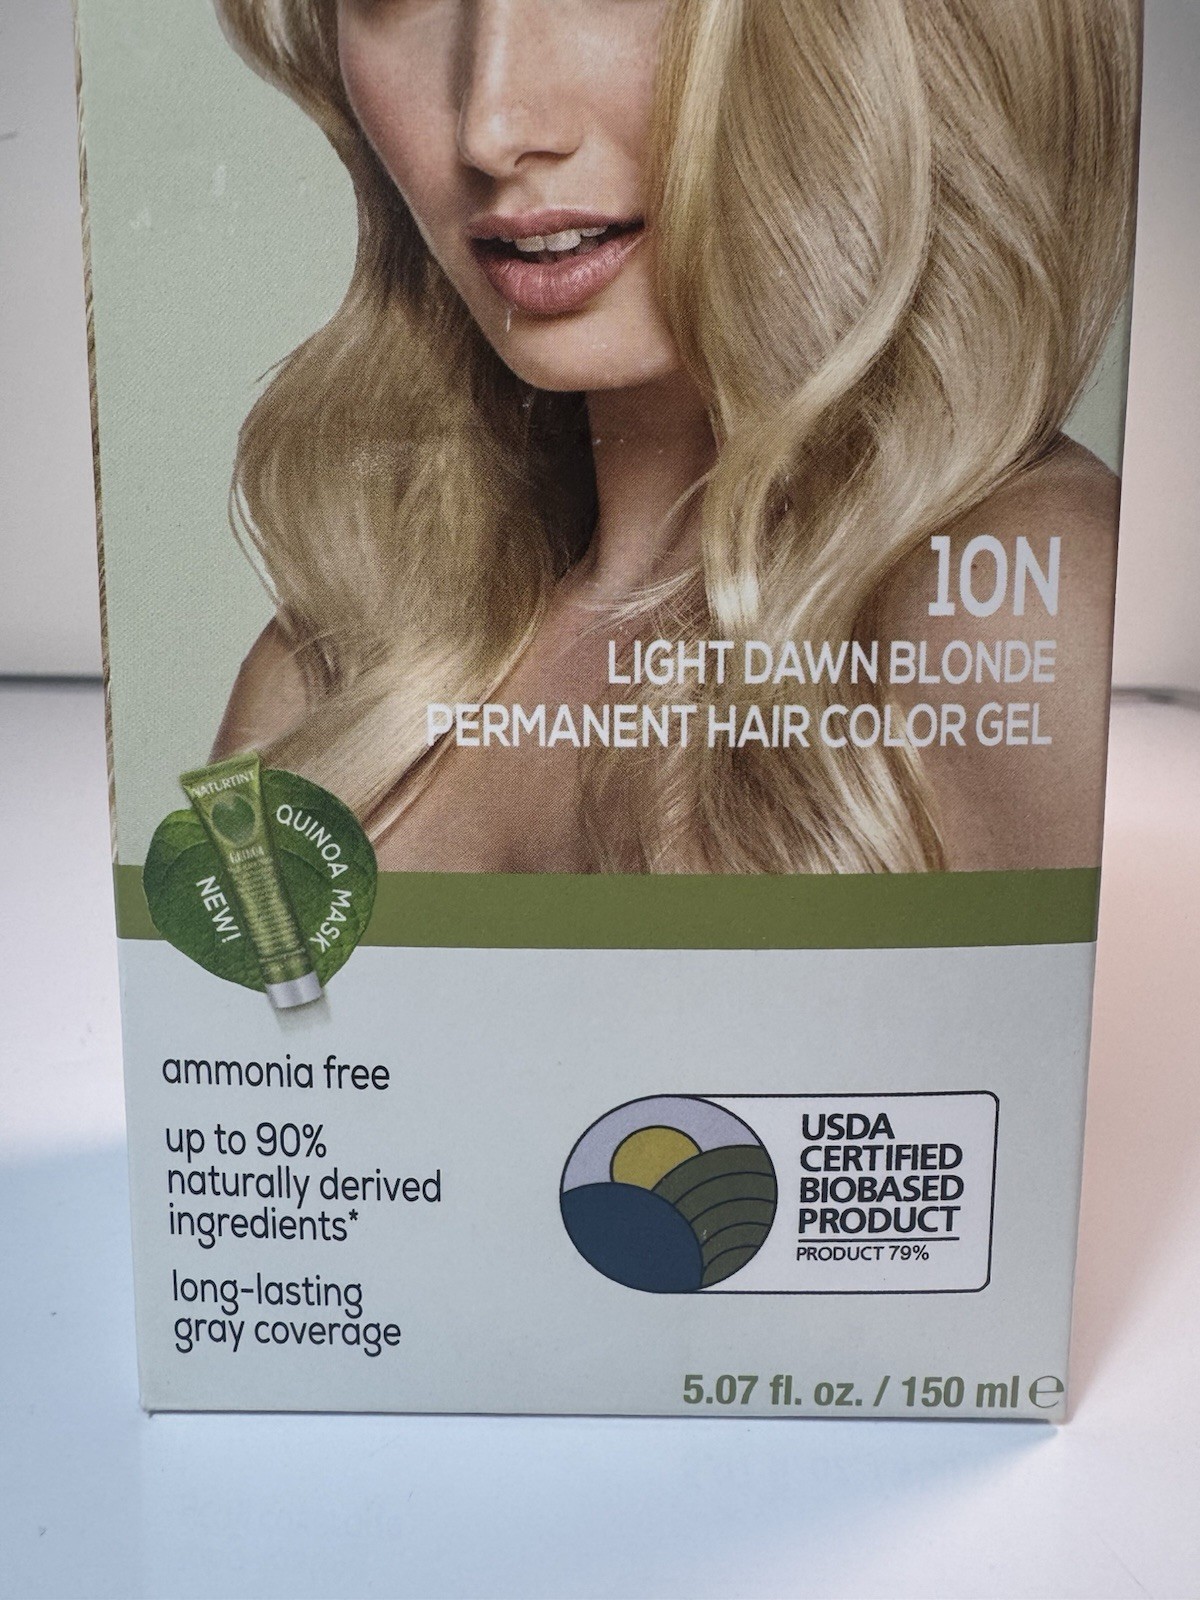 10N
LIGHT DAWN BLONDE
PERMANENT HAIR COLOR GEL
NATURTINT
QUINOA MASK
NEW!
ammonia free
up to 90%
naturally derived
ingredients*
long-lasting
gray coverage
USDA
CERTIFIED
BIOBASED
PRODUCT
PRODUCT 79%
5.07 fl. oz. / 150 ml ℮